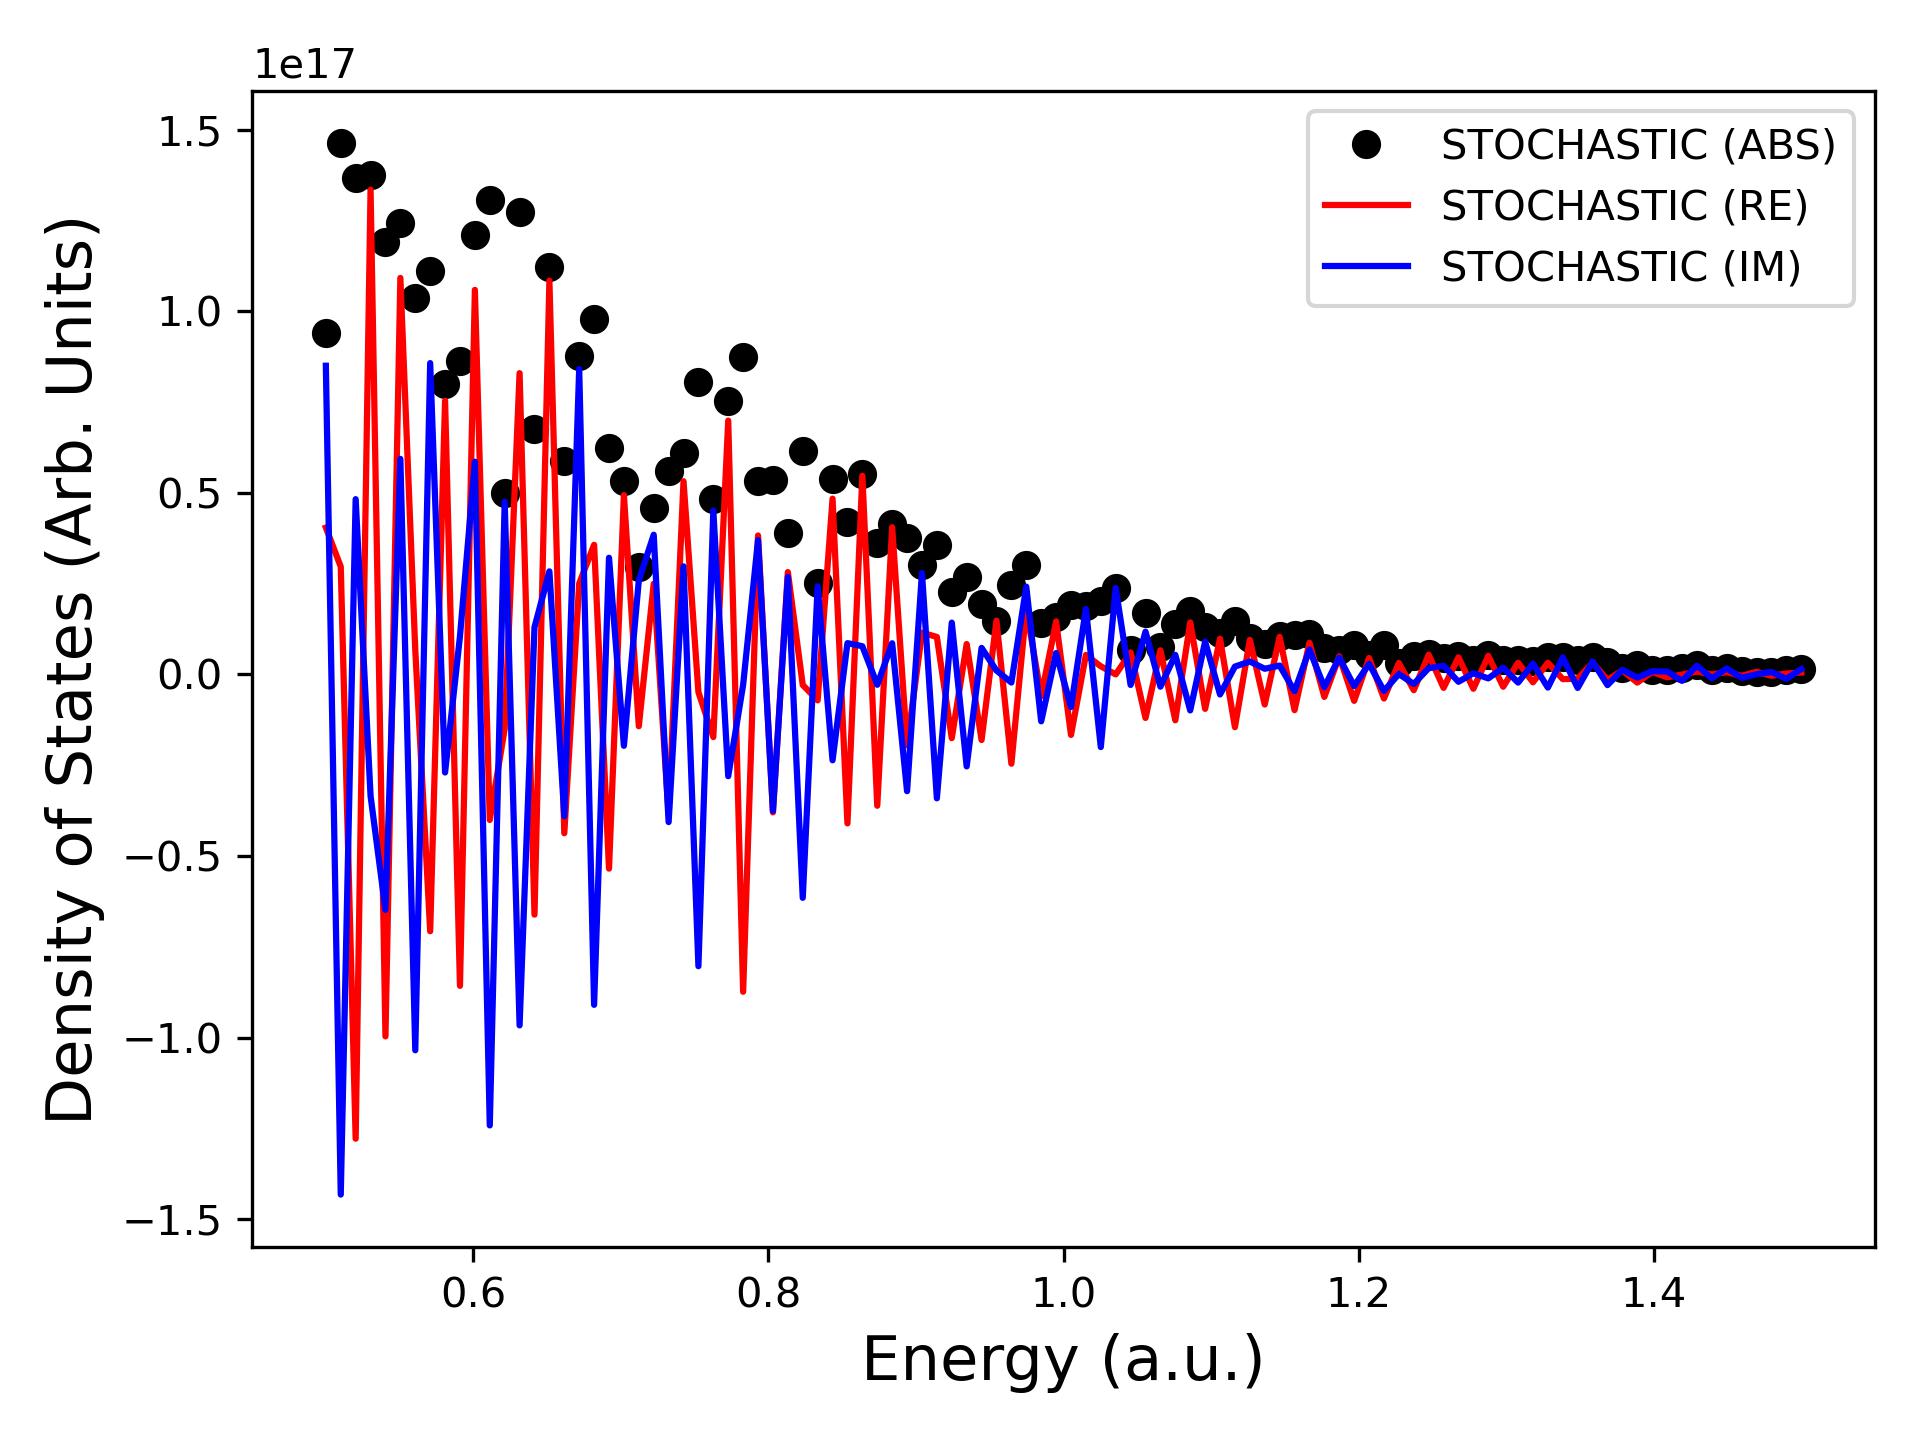 1e17
1.5
1.0
0.5
0.0
−0.5
−1.0
−1.5
Density of States (Arb. Units)
STOCHASTIC (ABS)
STOCHASTIC (RE)
STOCHASTIC (IM)
0.6 0.8 1.0 1.2 1.4
Energy (a.u.)